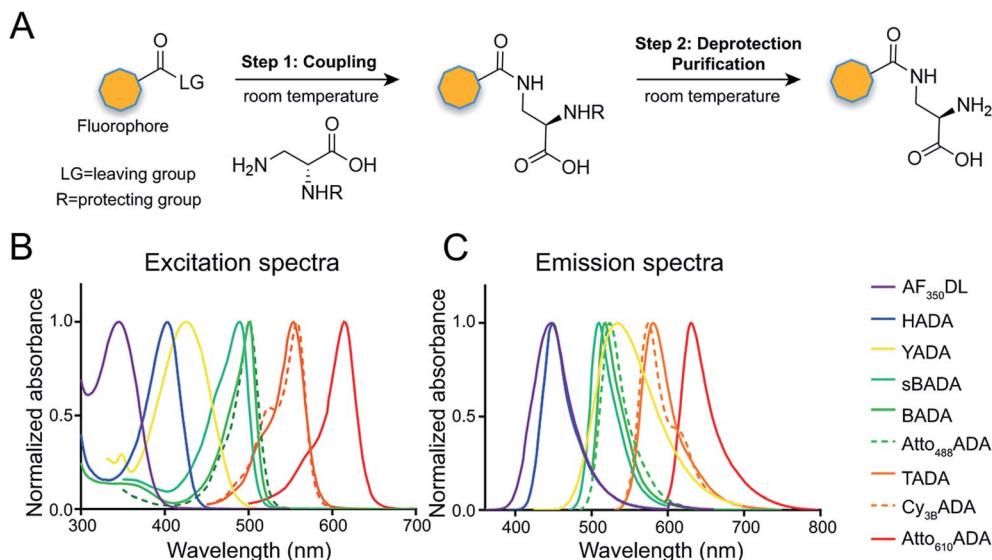 A
O
LG
Fluorophore
LG=leaving group
R=protecting group
Step 1: Coupling
room temperature
O
H₂N
OH
NHR
O
NH
NHR
O
OH
Step 2: Deprotection
Purification
room temperature
O
NH
NH₂
O
OH
B
Excitation spectra
Normalized absorbance
1.0
0.5
0.0
300
400
500
600
700
Wavelength (nm)
C
Emission spectra
Normalized absorbance
1.0
0.5
0.0
400
500
600
700
800
Wavelength (nm)
AF₃₅₀DL
HADA
YADA
sBADA
BADA
Atto₄₈₈ADA
TADA
Cy₃BADA
Atto₆₁₀ADA